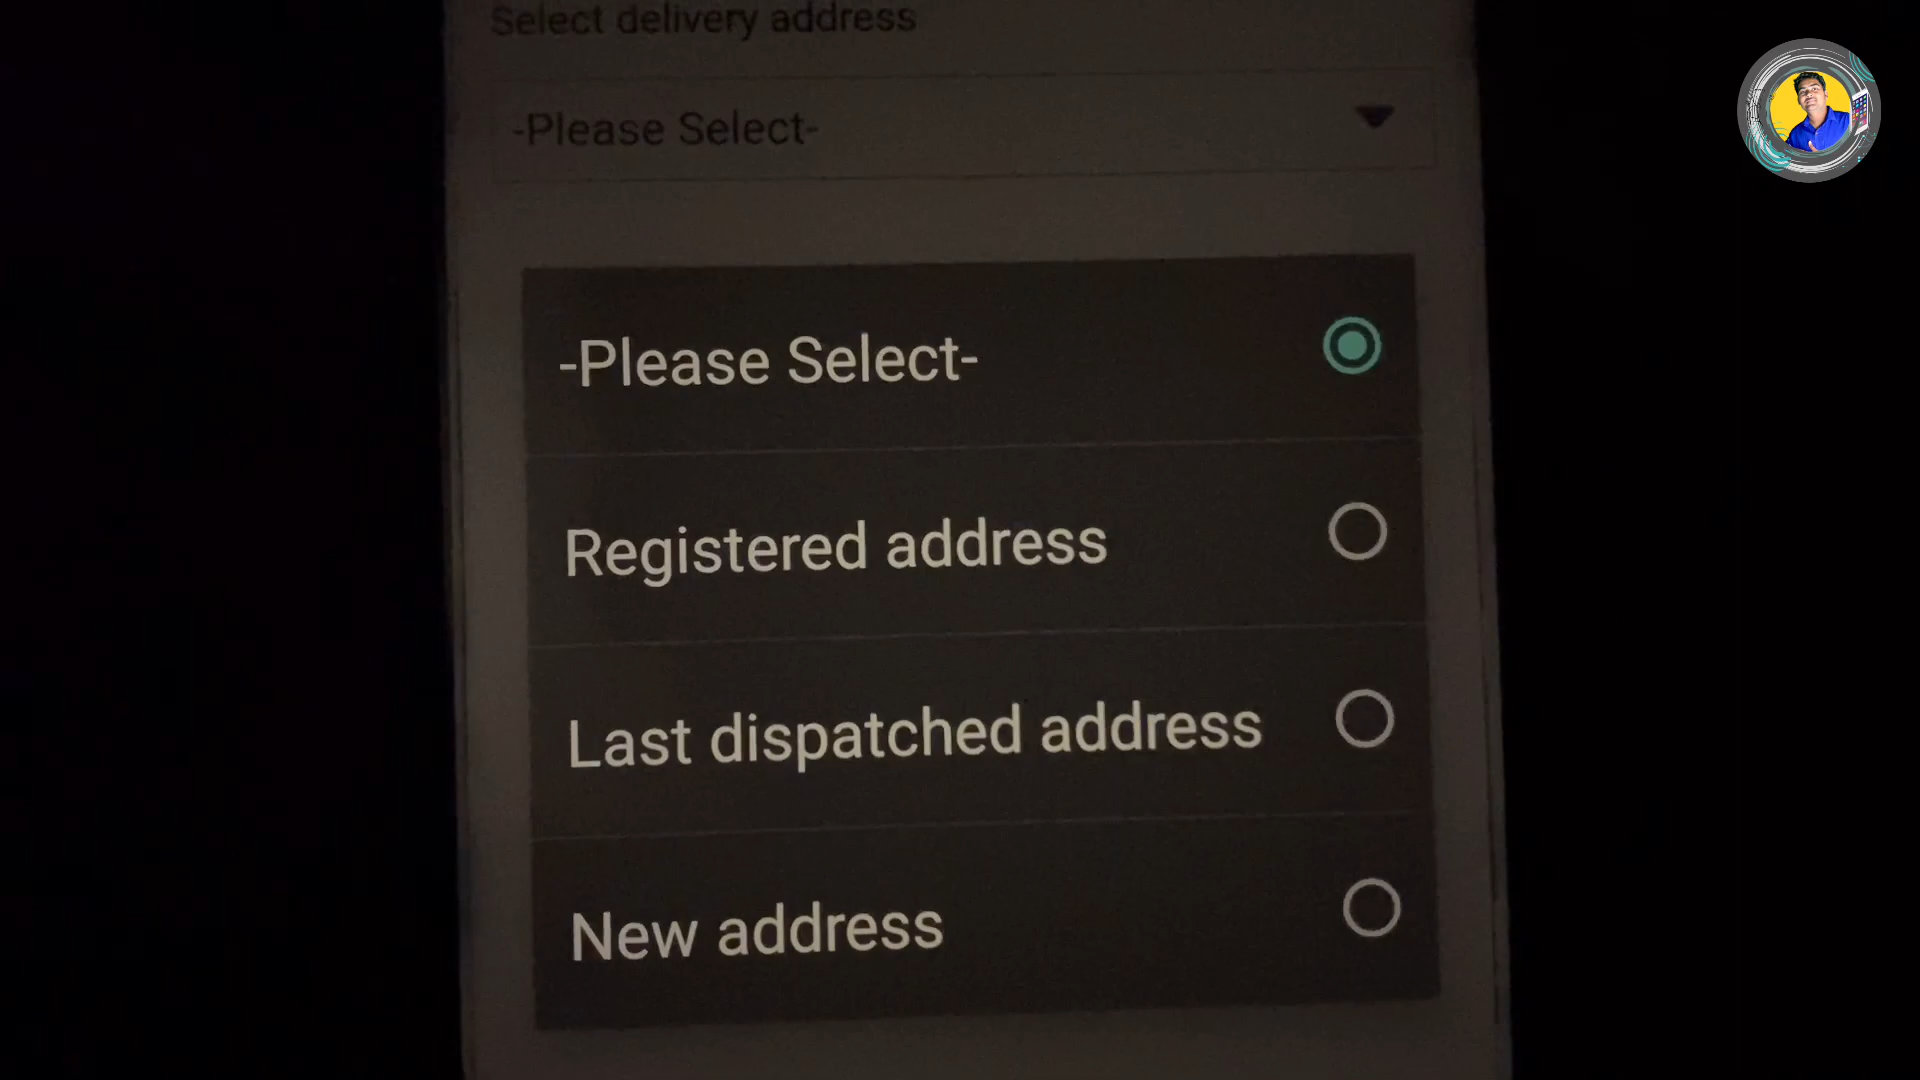 Select delivery address
-Please Select-
-Please Select-
Registered address
Last dispatched address
New address